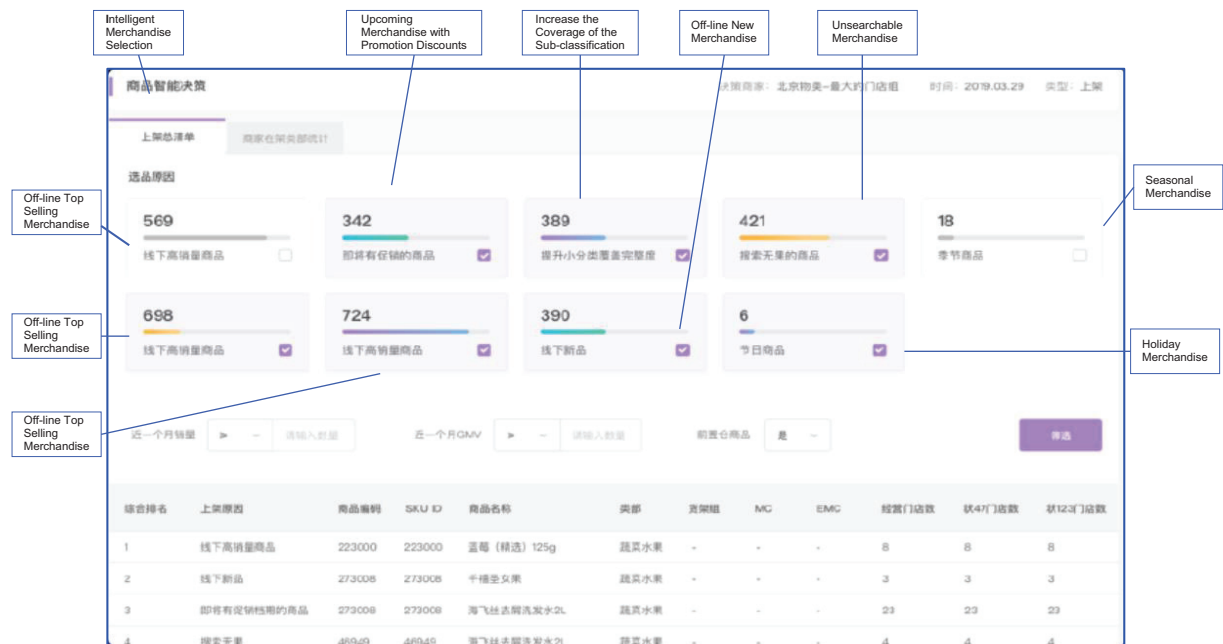 Intelligent
Merchandise
Selection
Upcoming
Merchandise with
Promotion Discounts
Increase the
Coverage of the
Sub-classification
Off-line New
Merchandise
Unsearchable
Merchandise
商品智能决策
决策商家: 北京物美-最大的门店组 时间: 2019.03.29 类型: 上架
上架总清单 商家在架类部统计
选品原因
Off-line Top
Selling
Merchandise
Seasonal
Merchandise
569 342 389 421 18
线下高销量商品 即将有促销的商品 提升小分类覆盖完整度 搜索无果的商品 季节商品
Off-line Top
Selling
Merchandise
Holiday
Merchandise
698 724 390 6
线下高销量商品 线下高销量商品 线下新品 节日商品
Off-line Top
Selling
Merchandise
近一个月销量 > 请输入数量 近一个月GMV > 请输入数量 前置仓商品 是 筛选
综合排名 上架原因 商品编码 SKU ID 商品名称 类部 货架组 MC EMC 经营门店数 状47门店数 状123门店数
1 线下高销量商品 223000 223000 蓝莓（精选）125g 蔬菜水果 - - - 8 8 8
2 线下新品 273008 273008 千禧圣女果 蔬菜水果 - - - 3 3 3
3 即将有促销档期的商品 273008 273008 海飞丝去屑洗发水2L 蔬菜水果 - - - 23 23 23
4 搜索无果 46949 46949 海飞丝去屑洗发水2L 蔬菜水果 - - - 4 4 4